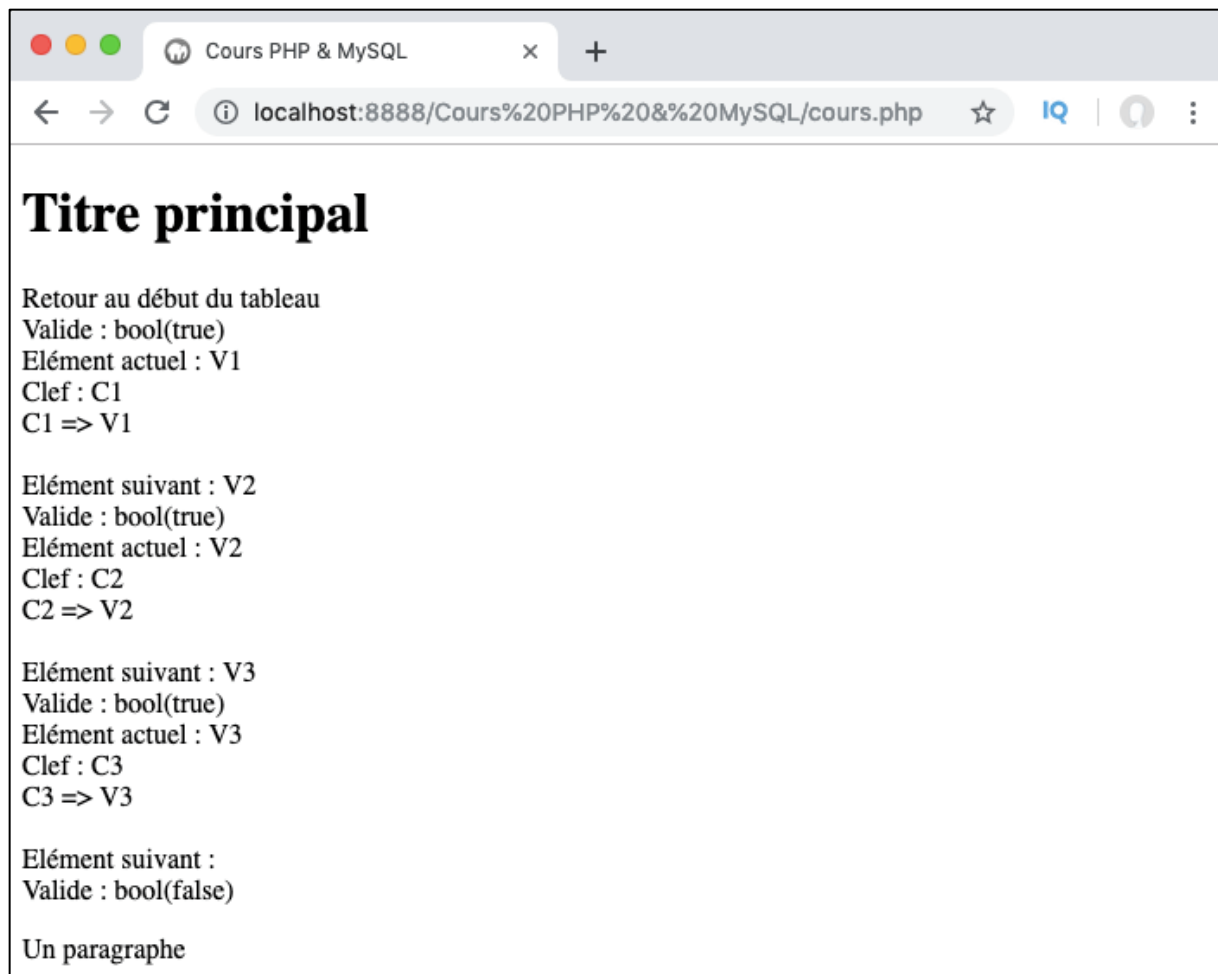 Cours PHP & MySQL
localhost:8888/Cours%20PHP%20&%20MySQL/cours.php
IQ
Titre principal
Retour au début du tableau
Valide : bool(true)
Elément actuel : V1
Clef : C1
C1 => V1
Elément suivant : V2
Valide : bool(true)
Elément actuel : V2
Clef : C2
C2 => V2
Elément suivant : V3
Valide : bool(true)
Elément actuel : V3
Clef : C3
C3 => V3
Elément suivant :
Valide : bool(false)
Un paragraphe